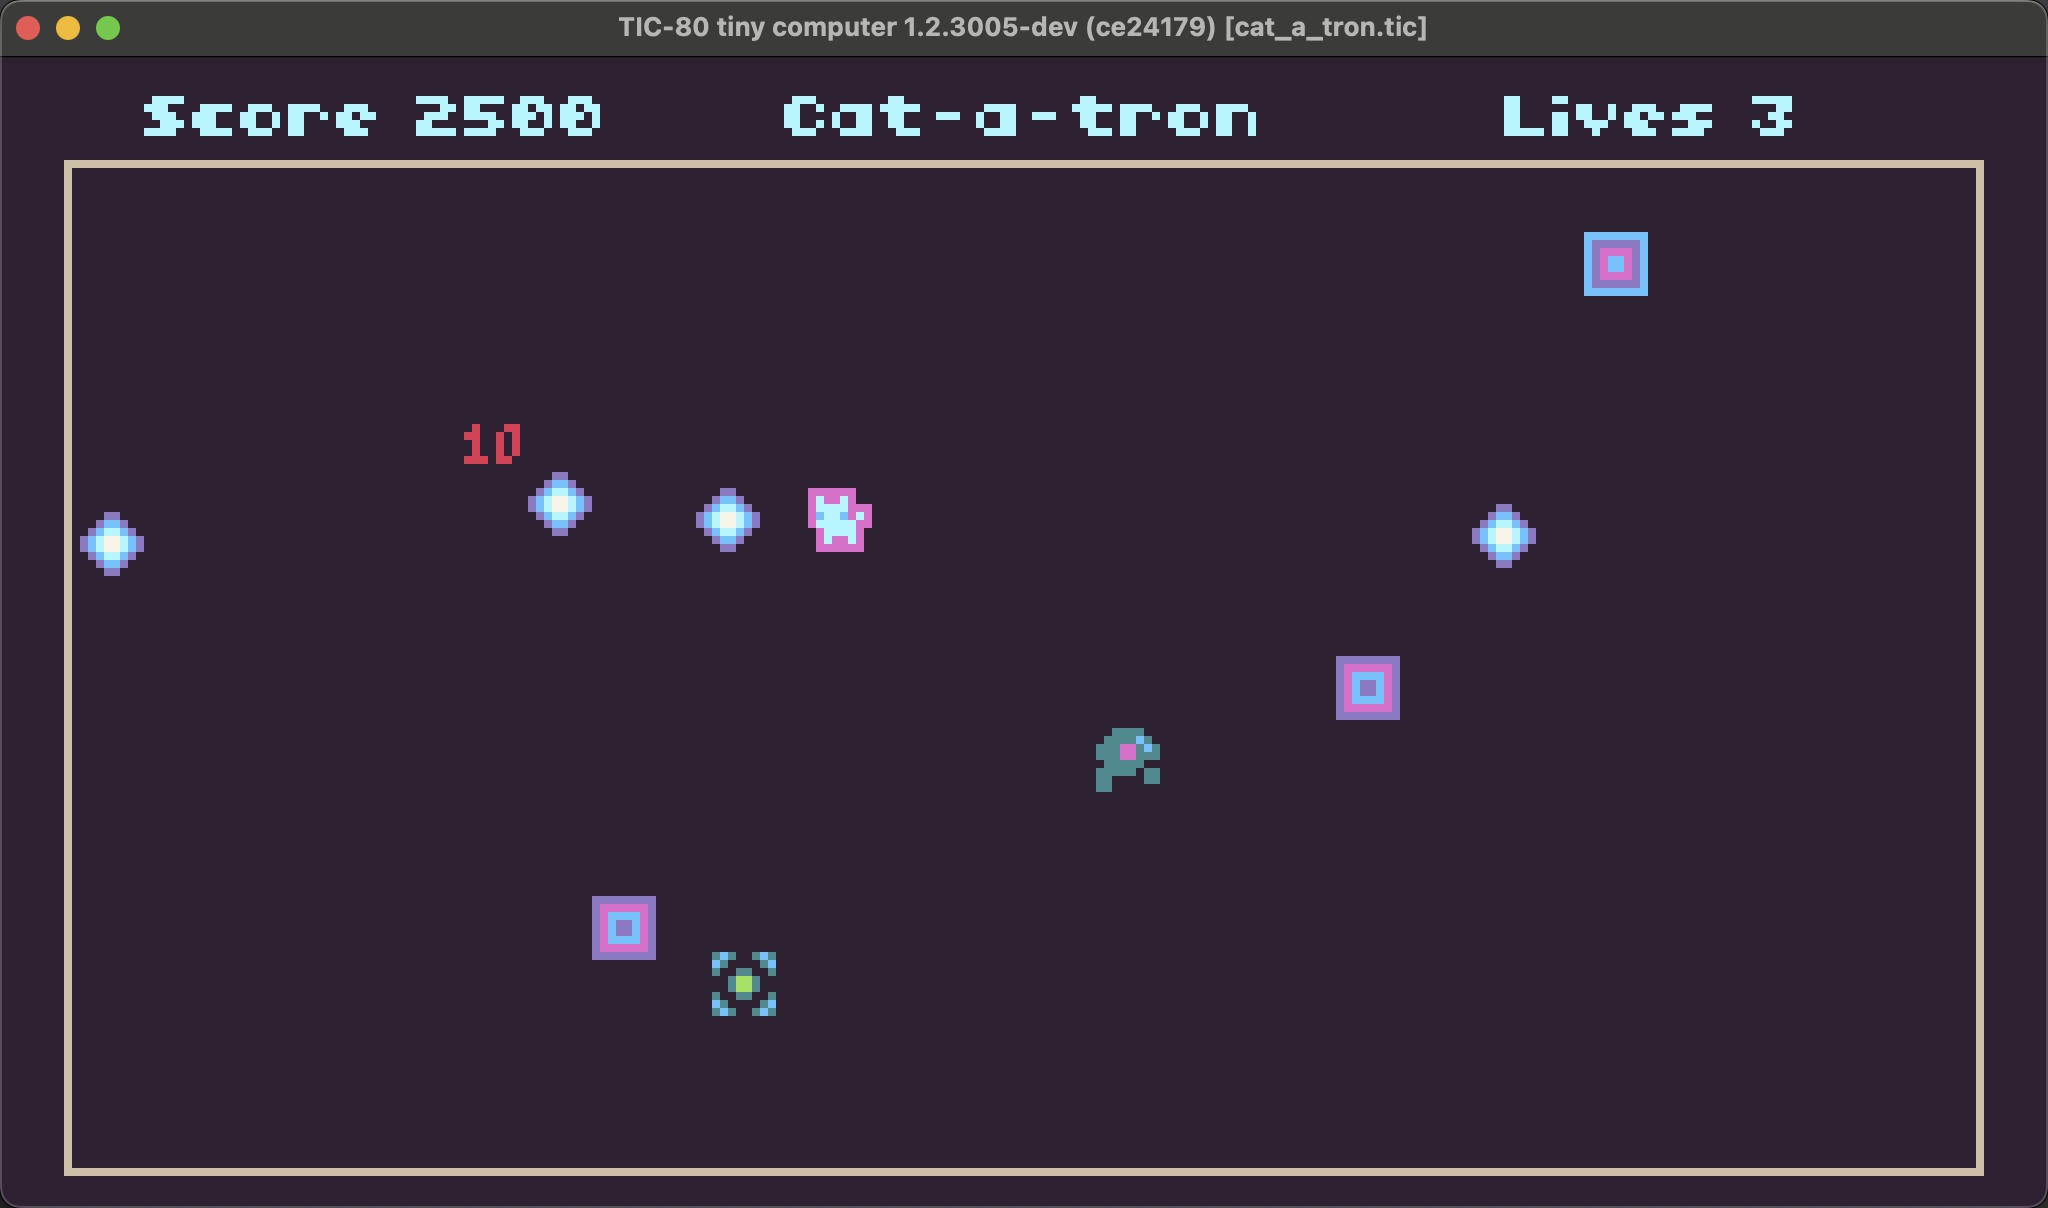 TIC-80 tiny computer 1.2.3005-dev (ce24179) [cat_a_tron.tic]
Score 2500 Cat-a-tron Lives 3
10